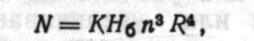 N = KH₆ n³ R⁴,